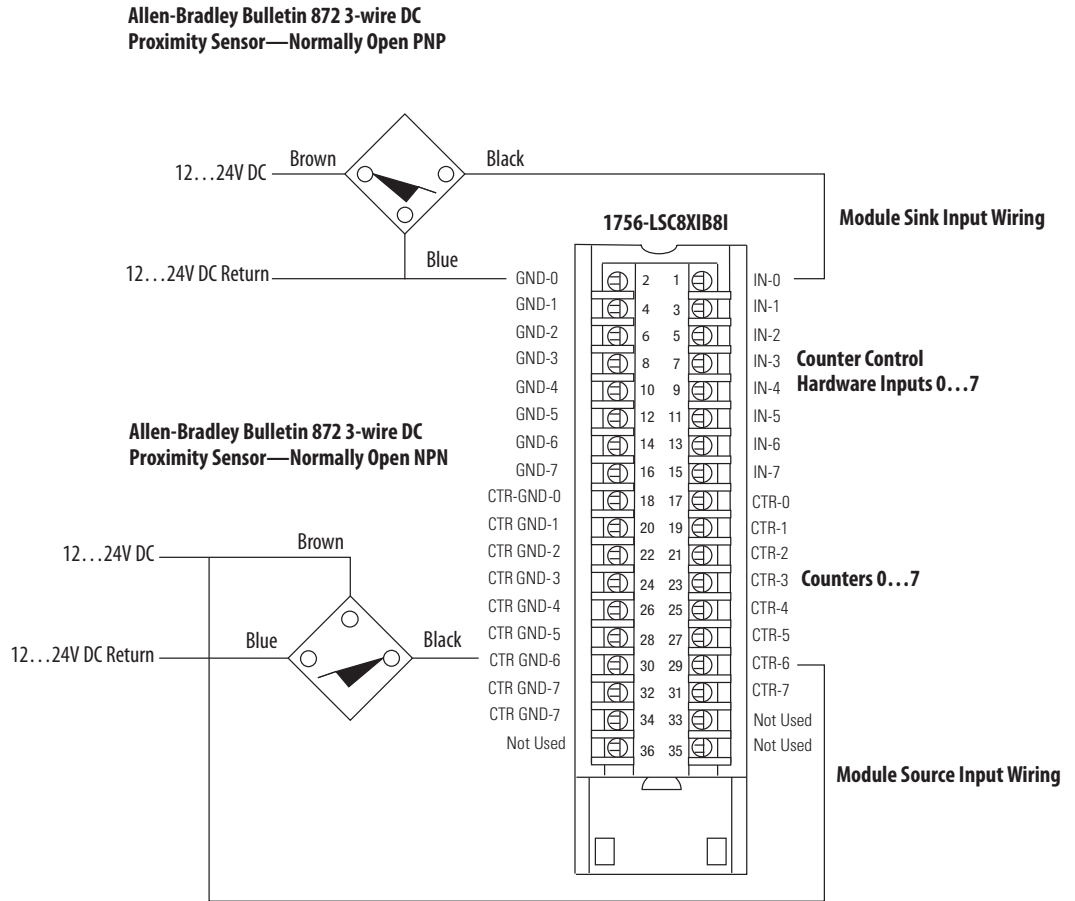 Allen-Bradley Bulletin 872 3-wire DC
Proximity Sensor—Normally Open PNP
12…24V DC
Brown
Black
12…24V DC Return
Blue
1756-LSC8XIB8I
Module Sink Input Wiring
GND-0 2 1 IN-0
GND-1 4 3 IN-1
GND-2 6 5 IN-2
GND-3 8 7 IN-3
GND-4 10 9 IN-4
GND-5 12 11 IN-5
GND-6 14 13 IN-6
GND-7 16 15 IN-7
Counter Control
Hardware Inputs 0…7
Allen-Bradley Bulletin 872 3-wire DC
Proximity Sensor—Normally Open NPN
CTR-GND-0 18 17 CTR-0
CTR GND-1 20 19 CTR-1
CTR GND-2 22 21 CTR-2
CTR GND-3 24 23 CTR-3
CTR GND-4 26 25 CTR-4
CTR GND-5 28 27 CTR-5
CTR GND-6 30 29 CTR-6
CTR GND-7 32 31 CTR-7
CTR GND-7 34 33 Not Used
Not Used 36 35 Not Used
Counters 0…7
12…24V DC
Brown
12…24V DC Return
Blue
Black
Module Source Input Wiring